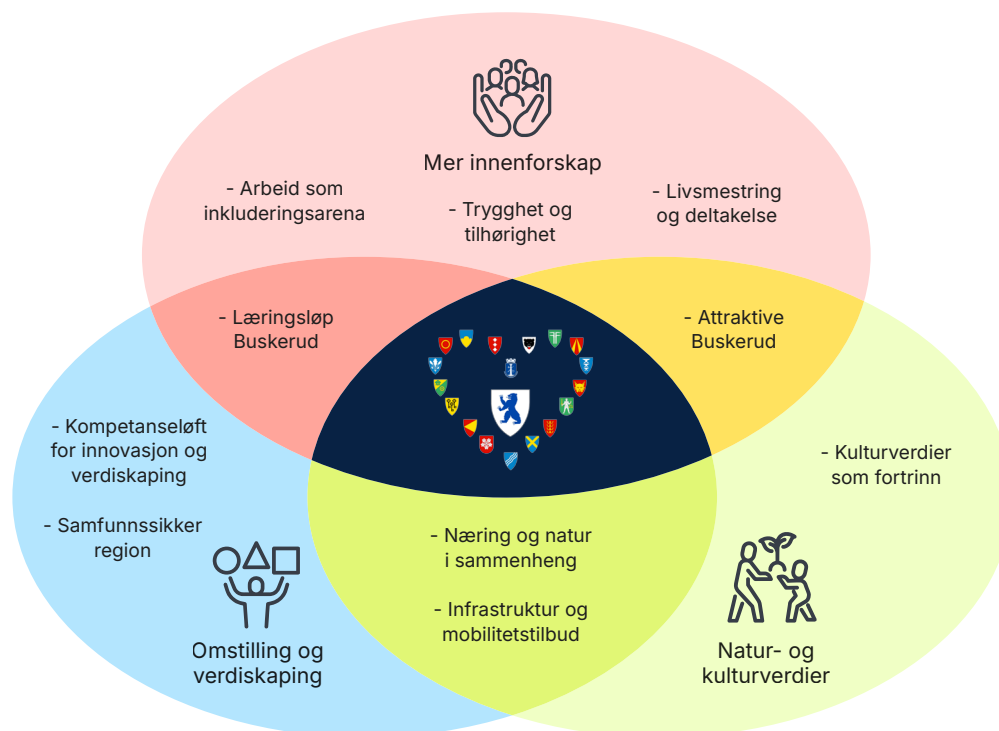 Mer innenforskap
- Arbeid som
inkluderingsarena
- Trygghet og
tilhørighet
- Livsmestring
og deltakelse
- Læringsløp
Buskerud
- Attraktive
Buskerud
- Kompetanseløft
for innovasjon og
verdiskaping
- Samfunnssikker
region
- Kulturverdier
som fortrinn
- Næring og natur
i sammenheng
- Infrastruktur og
mobilitetstilbud
Omstilling og
verdiskaping
Natur- og
kulturverdier